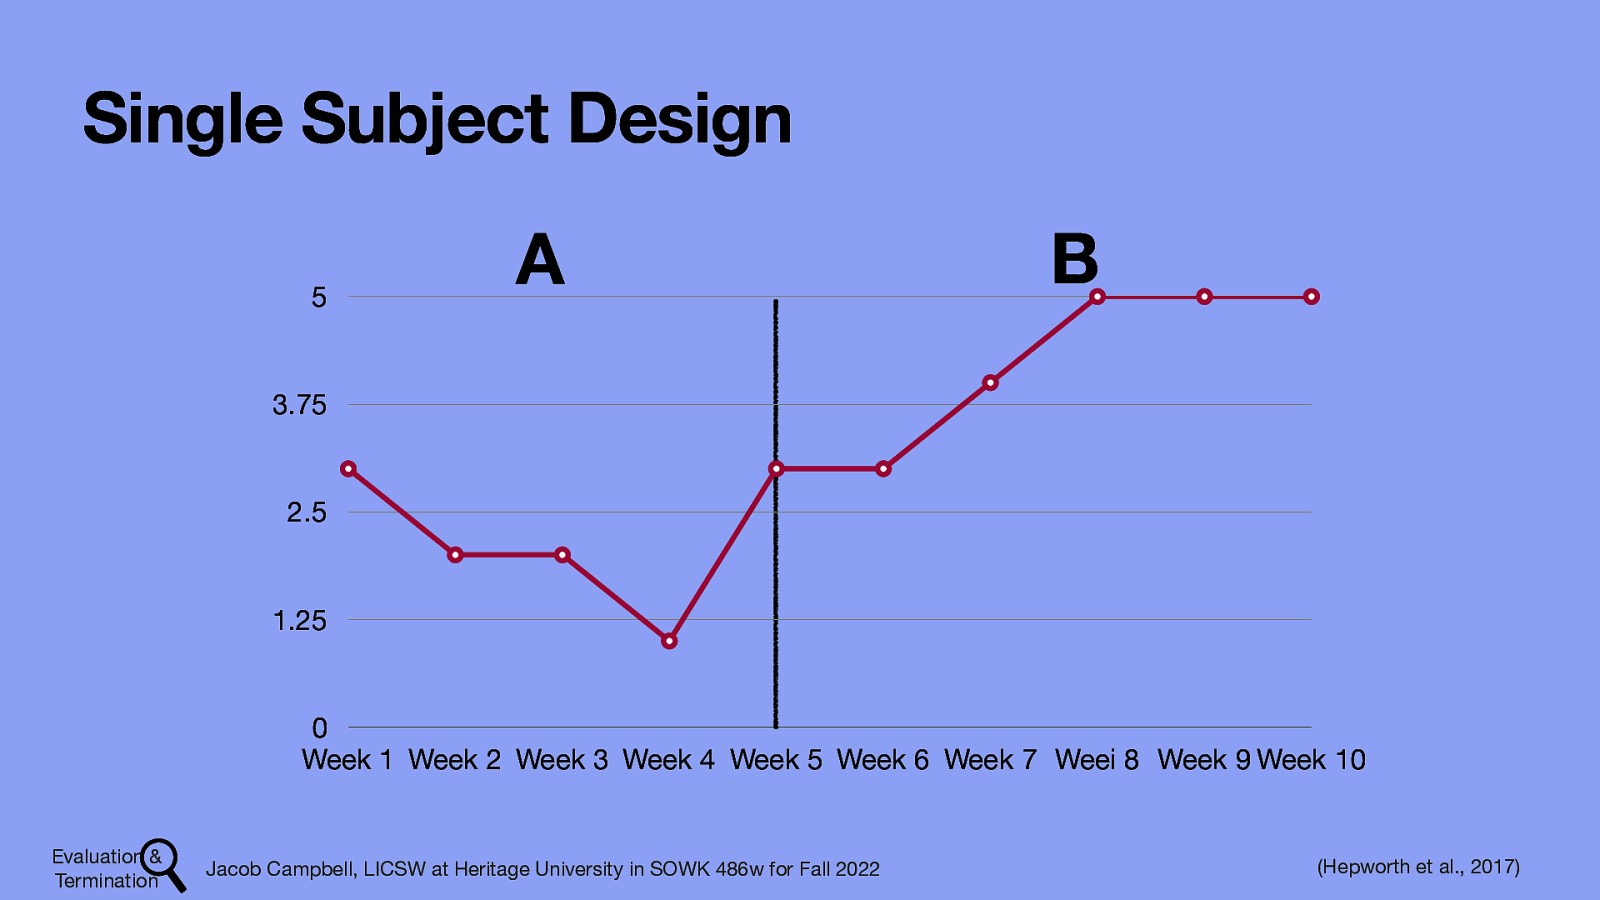 Single Subject Design
A
B
5
3.75
2.5
1.25
0
Week 1 Week 2 Week 3 Week 4 Week 5 Week 6 Week 7 Weei 8 Week 9 Week 10
Evaluation &
Termination
Jacob Campbell, LICSW at Heritage University in SOWK 486w for Fall 2022
(Hepworth et al., 2017)